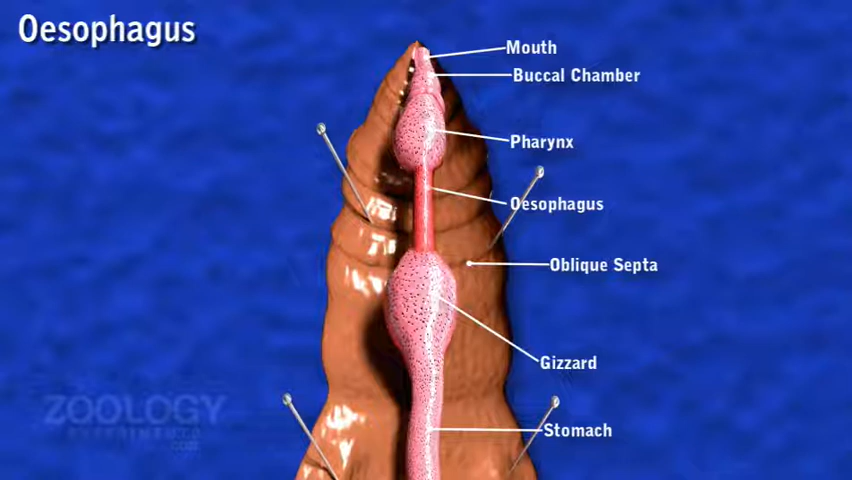 Oesophagus
Mouth
Buccal Chamber
Pharynx
Oesophagus
Oblique Septa
Gizzard
Stomach
ZOOLOGY